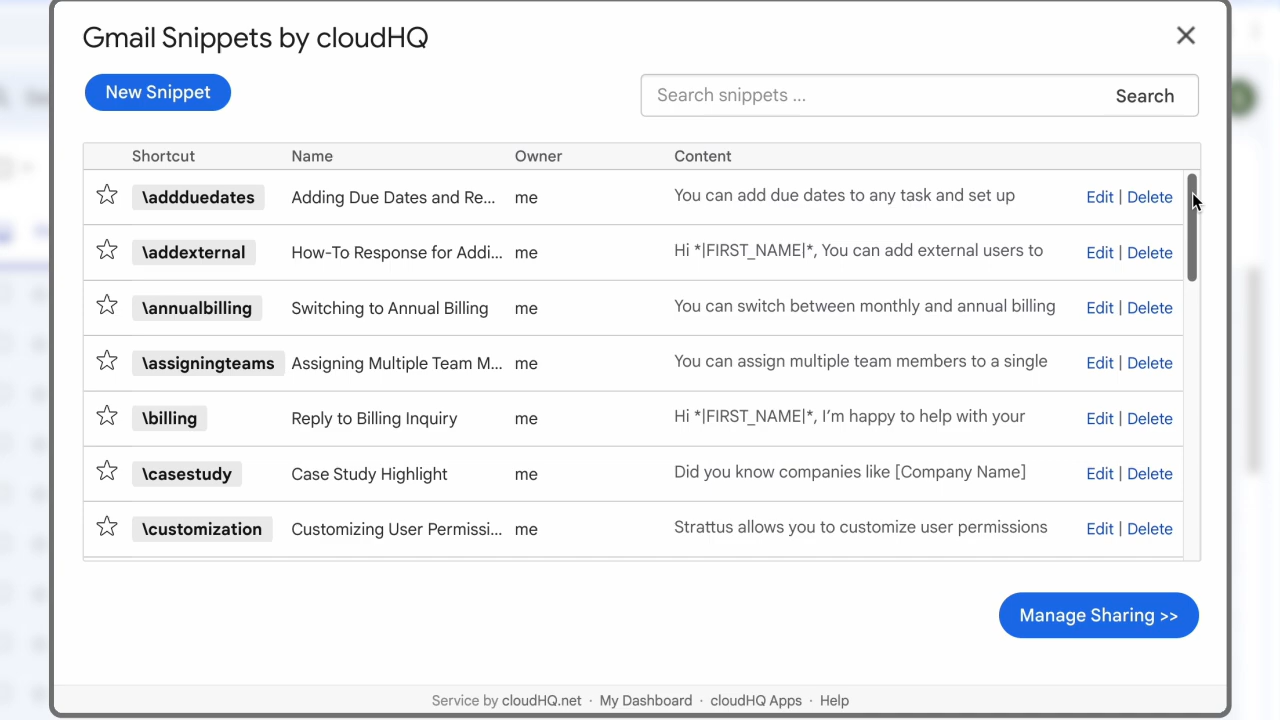 Gmail Snippets by cloudHQ
New Snippet
Search snippets ... Search
Shortcut Name Owner Content
\addduedates Adding Due Dates and Re... me You can add due dates to any task and set up Edit | Delete
\addexternal How-To Response for Addi... me Hi *|FIRST_NAME|*, You can add external users to Edit | Delete
\annualbilling Switching to Annual Billing me You can switch between monthly and annual billing Edit | Delete
\assigningteams Assigning Multiple Team M... me You can assign multiple team members to a single Edit | Delete
\billing Reply to Billing Inquiry me Hi *|FIRST_NAME|*, I’m happy to help with your Edit | Delete
\casestudy Case Study Highlight me Did you know companies like [Company Name] Edit | Delete
\customization Customizing User Permissi... me Strattus allows you to customize user permissions Edit | Delete
Manage Sharing >>
Service by cloudHQ.net · My Dashboard · cloudHQ Apps · Help